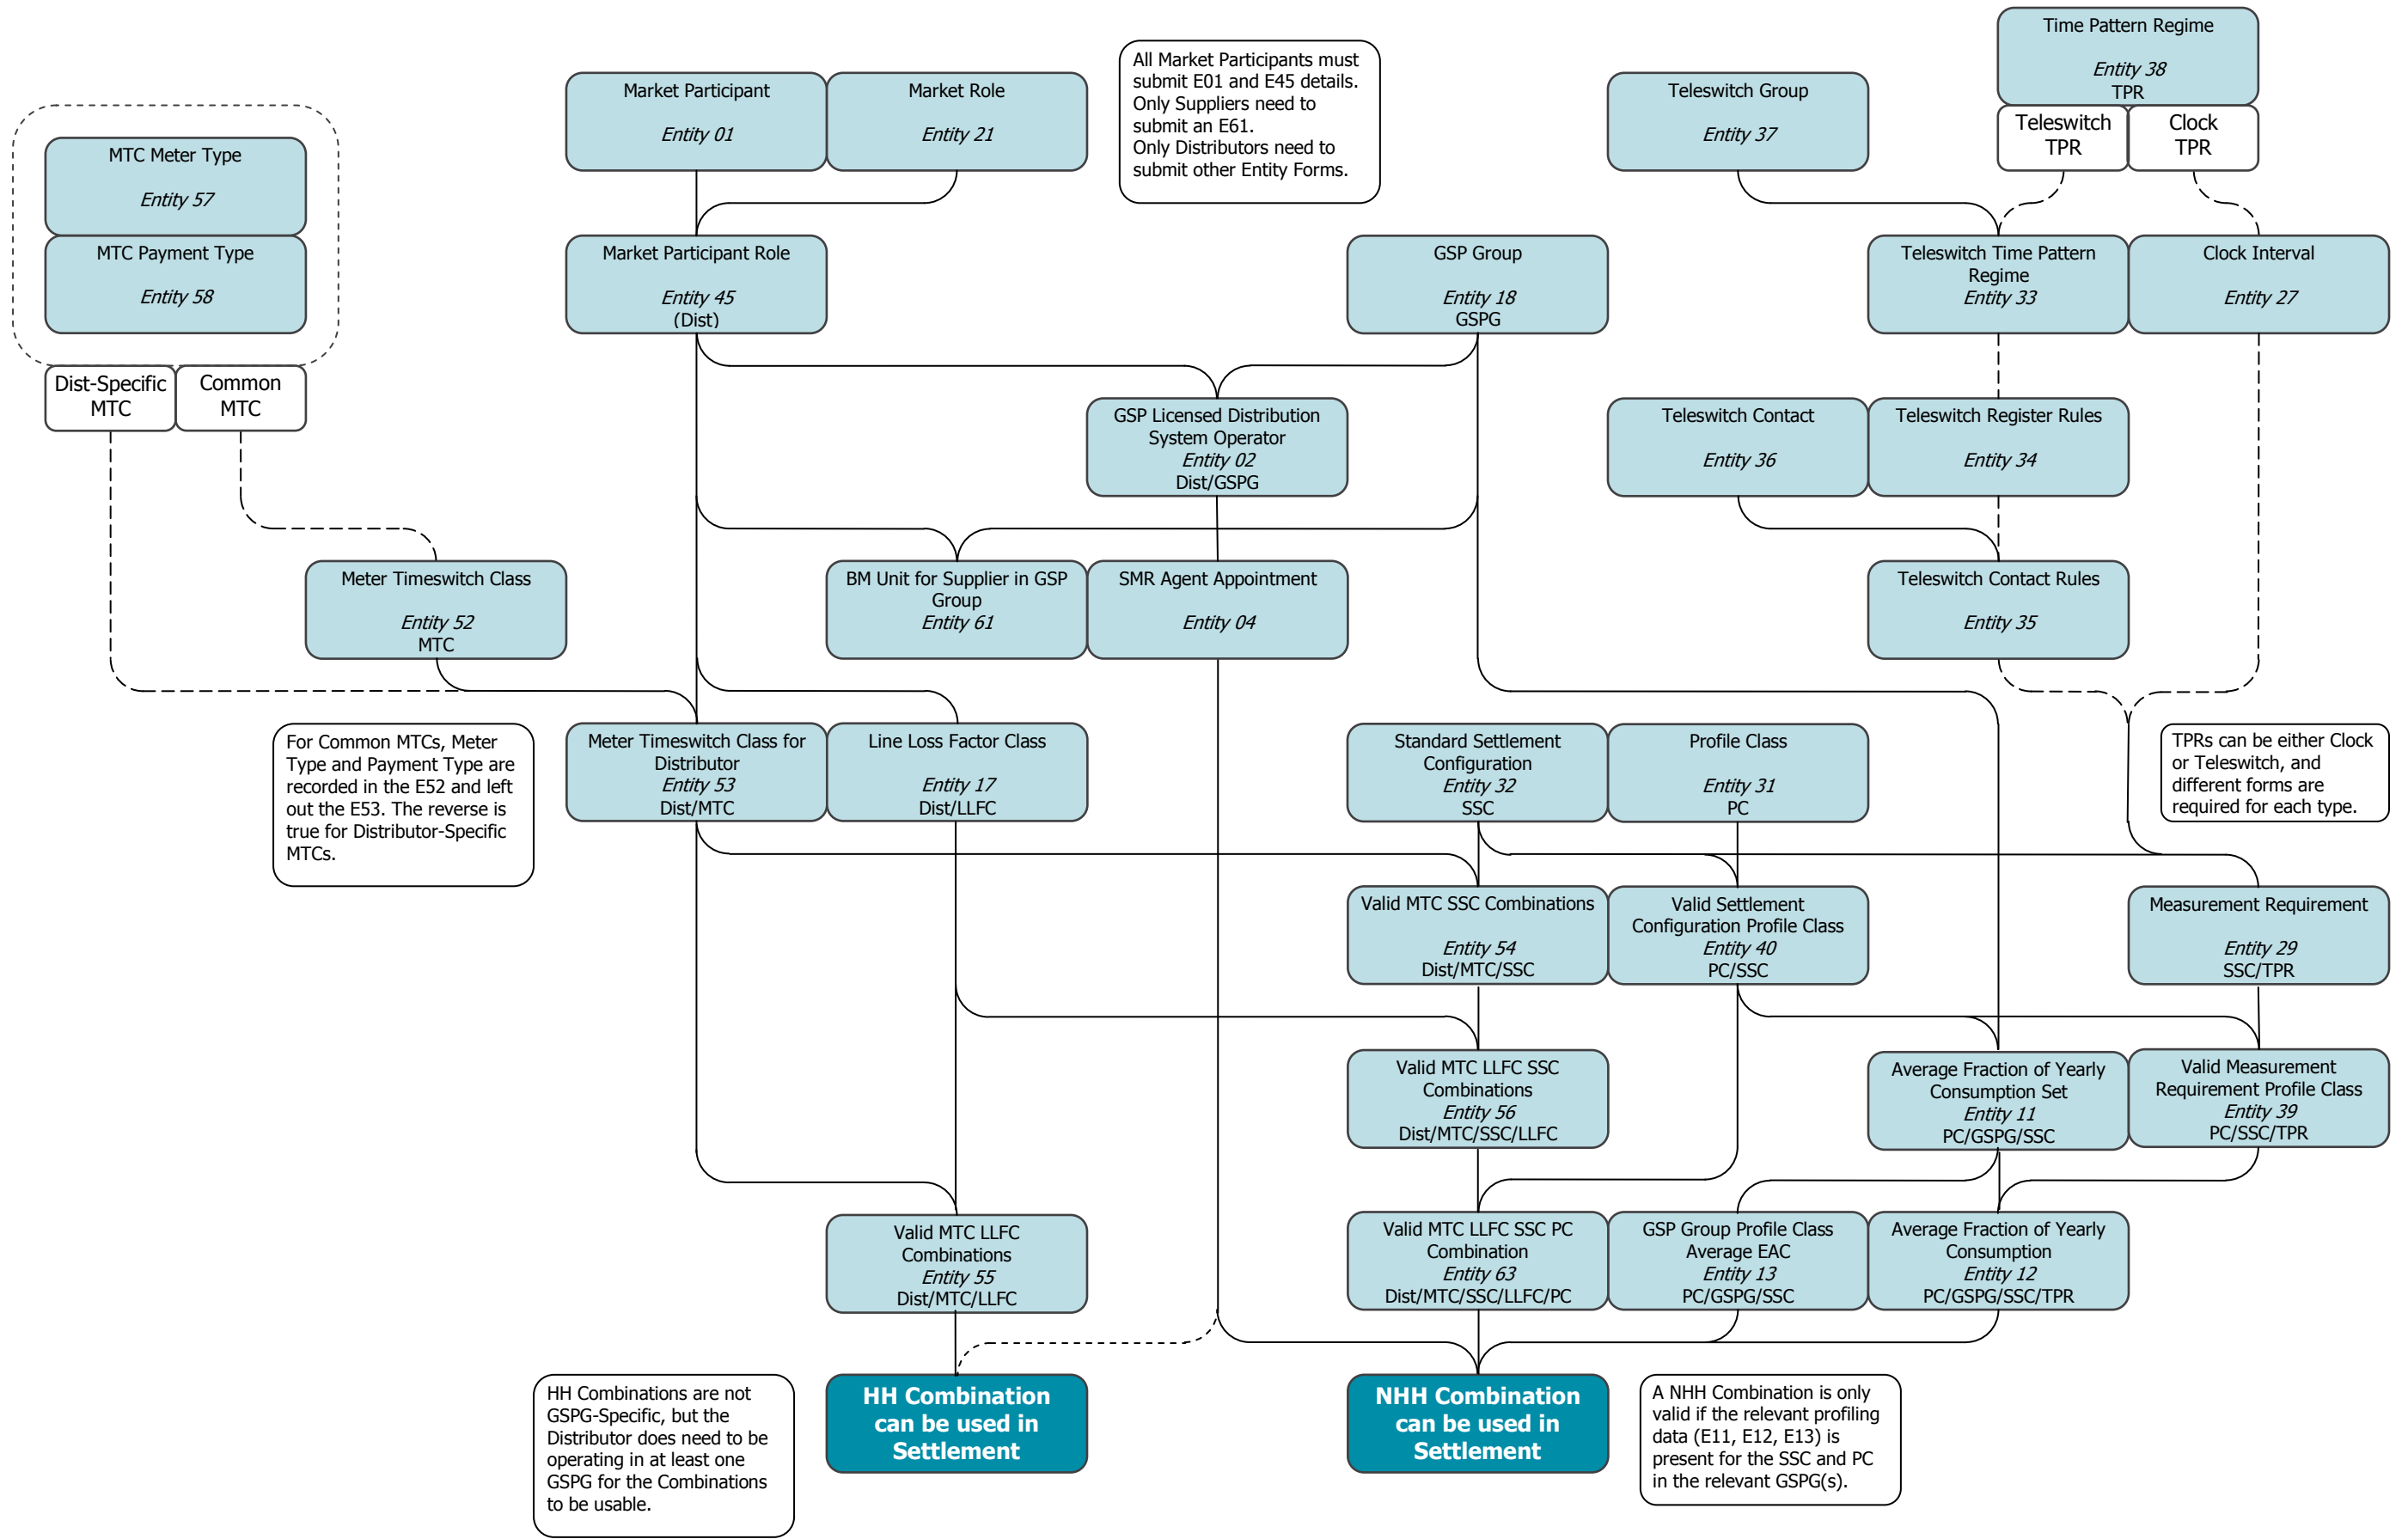 Time Pattern Regime
Entity 38
TPR
Teleswitch
TPR
Clock
TPR
All Market Participants must
submit E01 and E45 details.
Only Suppliers need to
submit an E61.
Only Distributors need to
submit other Entity Forms.
Market Participant
Entity 01
Market Role
Entity 21
Teleswitch Group
Entity 37
MTC Meter Type
Entity 57
MTC Payment Type
Entity 58
Dist-Specific
MTC
Common
MTC
Market Participant Role
Entity 45
(Dist)
GSP Group
Entity 18
GSPG
Teleswitch Time Pattern
Regime
Entity 33
Clock Interval
Entity 27
GSP Licensed Distribution
System Operator
Entity 02
Dist/GSPG
Teleswitch Contact
Entity 36
Teleswitch Register Rules
Entity 34
Meter Timeswitch Class
Entity 52
MTC
BM Unit for Supplier in GSP
Group
Entity 61
SMR Agent Appointment
Entity 04
Teleswitch Contact Rules
Entity 35
For Common MTCs, Meter
Type and Payment Type are
recorded in the E52 and left
out the E53. The reverse is
true for Distributor-Specific
MTCs.
Meter Timeswitch Class for
Distributor
Entity 53
Dist/MTC
Line Loss Factor Class
Entity 17
Dist/LLFC
Standard Settlement
Configuration
Entity 32
SSC
Profile Class
Entity 31
PC
TPRs can be either Clock
or Teleswitch, and
different forms are
required for each type.
Valid MTC SSC Combinations
Entity 54
Dist/MTC/SSC
Valid Settlement
Configuration Profile Class
Entity 40
PC/SSC
Measurement Requirement
Entity 29
SSC/TPR
Valid MTC LLFC SSC
Combinations
Entity 56
Dist/MTC/SSC/LLFC
Average Fraction of Yearly
Consumption Set
Entity 11
PC/GSPG/SSC
Valid Measurement
Requirement Profile Class
Entity 39
PC/SSC/TPR
Valid MTC LLFC
Combinations
Entity 55
Dist/MTC/LLFC
Valid MTC LLFC SSC PC
Combination
Entity 63
Dist/MTC/SSC/LLFC/PC
GSP Group Profile Class
Average EAC
Entity 13
PC/GSPG/SSC
Average Fraction of Yearly
Consumption
Entity 12
PC/GSPG/SSC/TPR
HH Combinations are not
GSPG-Specific, but the
Distributor does need to be
operating in at least one
GSPG for the Combinations
to be usable.
HH Combination
can be used in
Settlement
NHH Combination
can be used in
Settlement
A NHH Combination is only
valid if the relevant profiling
data (E11, E12, E13) is
present for the SSC and PC
in the relevant GSPG(s).